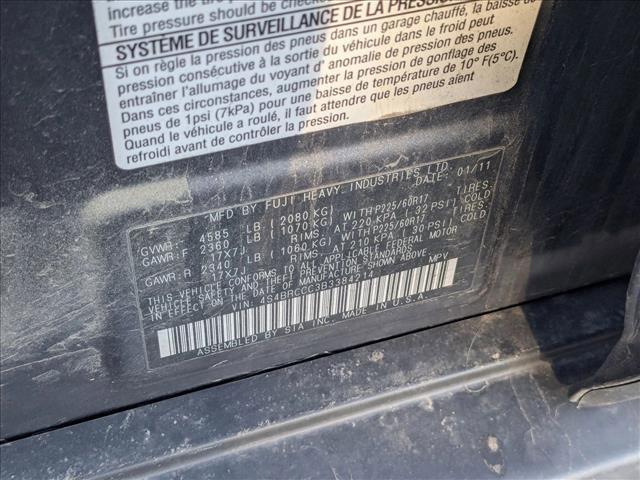 increase the tire
Tire pressure should be checke
SYSTÈME DE SURVEILLANCE DE LA PRESSION
Si on règle la pression des pneus dans un garage chauffé, la baisse de
pression consécutive à la sortie du véhicule dans le froid peut
entraîner l'allumage du voyant d' anomalie de pression des pneus.
Dans ces circonstances, augmenter la pression de gonflage des
pneus de 1psi (7kPa) pour une baisse de température de 10° F(5°C).
Quand le véhicule a roulé, il faut attendre que les pneus aient
refroidi avant de contrôler la pression.
MFD BY FUJI HEAVY INDUSTRIES LTD. DATE: 01/11
GVWR: 4585 LB (2080 KG)
GAWR:F 2360 LB (1070 KG) WITH P225/60R17 TIRES:
17X7J RIMS: AT 220 KPA (32 PSI) COLD
GAWR:R 2340 LB (1060 KG) WITH P225/60R17 TIRES:
17X7J RIMS: AT 210 KPA (30 PSI) COLD
THIS VEHICLE CONFORMS TO ALL APPLICABLE FEDERAL MOTOR
VEHICLE SAFETY AND THEFT PREVENTION STANDARDS IN EFFECT
ON THE DATE OF MANUFACTURE SHOWN ABOVE.
VIN: 4S4BRCCC3B3384214 MPV
ASSEMBLED BY SIA INC. MADE IN U.S.A.